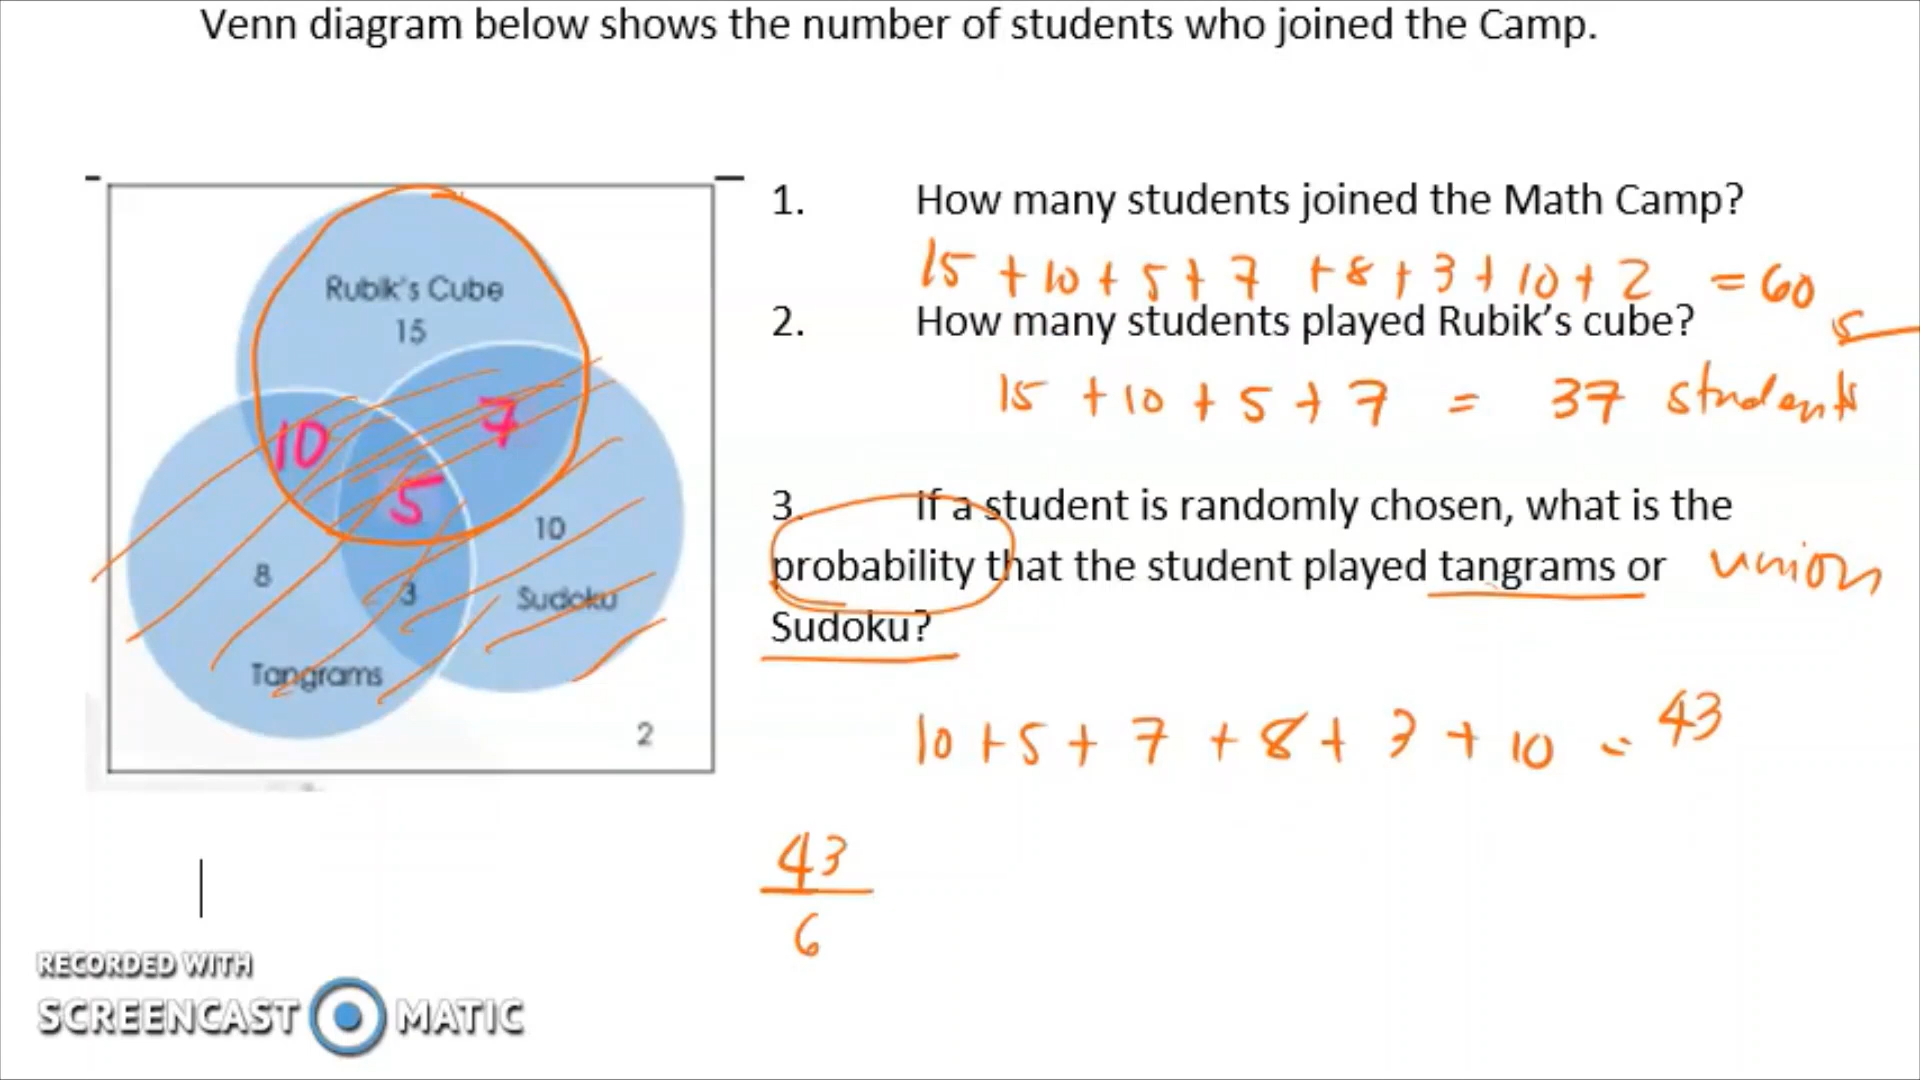 Venn diagram below shows the number of students who joined the Camp.
Rubik's Cube
15
10
7
5
10
8
3
Sudoku
Tangrams
2
1. How many students joined the Math Camp?
15 + 10 + 5 + 7 + 8 + 3 + 10 + 2 = 60
s
2. How many students played Rubik's cube?
15 + 10 + 5 + 7 = 37 students
3. If a student is randomly chosen, what is the
probability that the student played tangrams or union
Sudoku?
10 + 5 + 7 + 8 + 3 + 10 = 43
43
6
RECORDED WITH
SCREENCAST MATIC